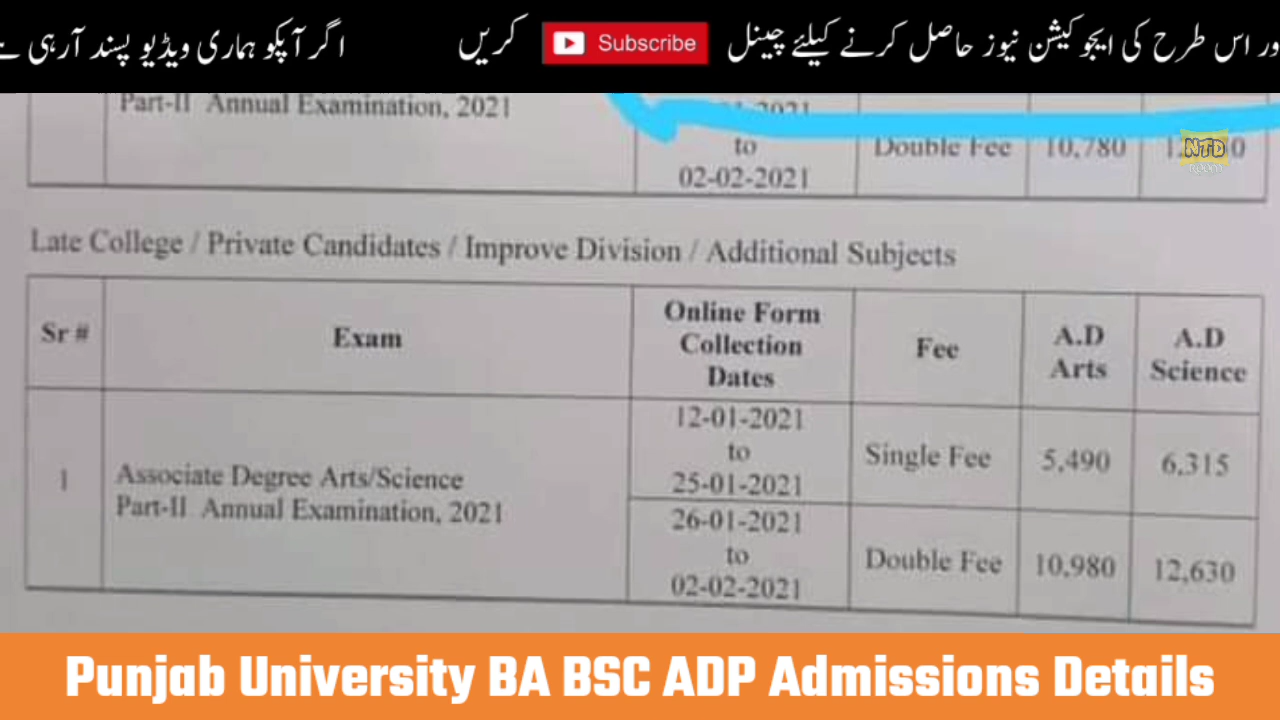 ور اس طرح کی ایجوکیشن نیوز حاصل کرنے کیلئے چینل Subscribe کریں اگر آپکو ہماری ویڈیو پسند آرہی ہے
Part-II Annual Examination, 2021
to
02-02-2021
Double Fee
10,780
NTD
Late College / Private Candidates / Improve Division / Additional Subjects
Sr #
Exam
Online Form
Collection
Dates
Fee
A.D
Arts
A.D
Science
1
Associate Degree Arts/Science
Part-II Annual Examination, 2021
12-01-2021
to
25-01-2021
Single Fee
5,490
6,315
26-01-2021
to
02-02-2021
Double Fee
10,980
12,630
Punjab University BA BSC ADP Admissions Details